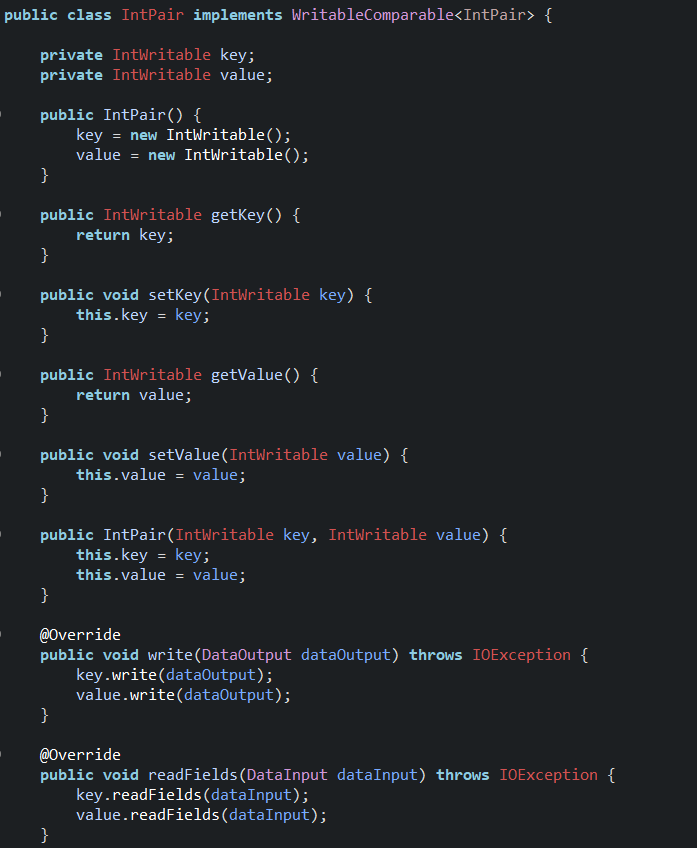 public class IntPair implements WritableComparable<IntPair> {
private IntWritable key;
private IntWritable value;
public IntPair() {
key = new IntWritable();
value = new IntWritable();
}
public IntWritable getKey() {
return key;
}
public void setKey(IntWritable key) {
this.key = key;
}
public IntWritable getValue() {
return value;
}
public void setValue(IntWritable value) {
this.value = value;
}
public IntPair(IntWritable key, IntWritable value) {
this.key = key;
this.value = value;
}
@Override
public void write(DataOutput dataOutput) throws IOException {
key.write(dataOutput);
value.write(dataOutput);
}
@Override
public void readFields(DataInput dataInput) throws IOException {
key.readFields(dataInput);
value.readFields(dataInput);
}